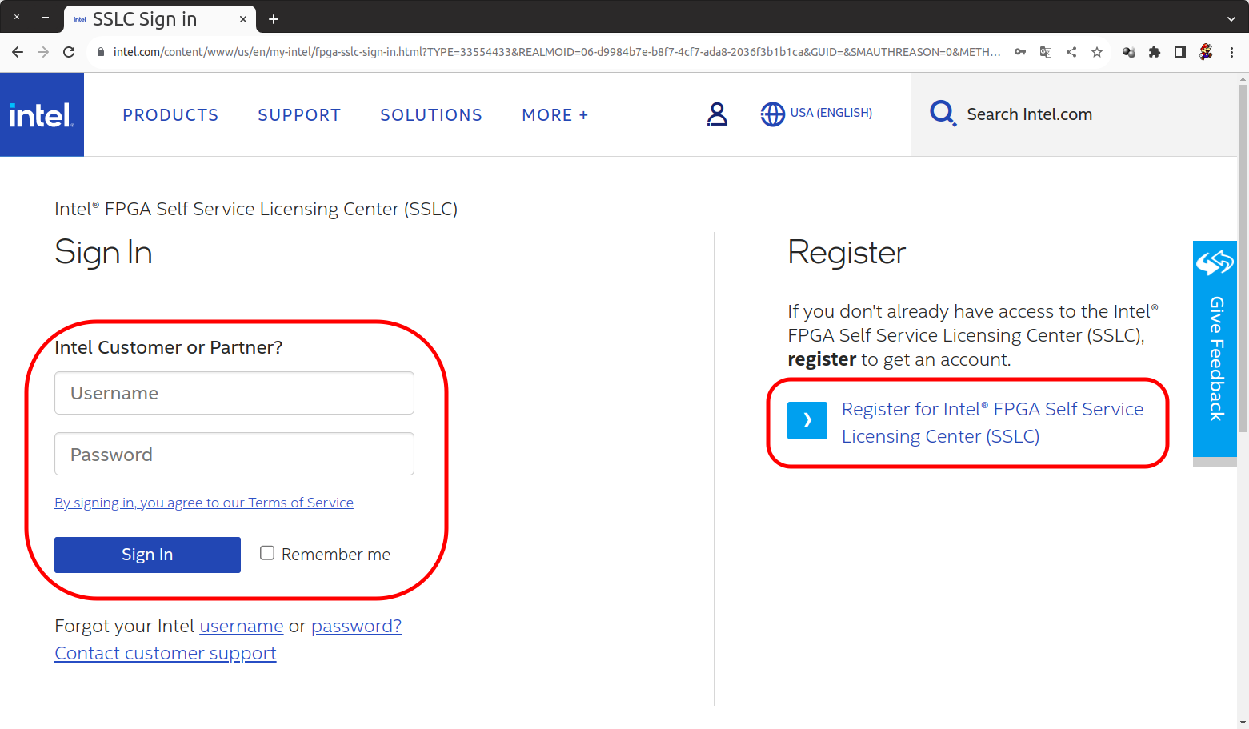 intel SSLC Sign in
intel.com/content/www/us/en/my-intel/fpga-sslc-sign-in.html?TYPE=33554433&REALMOID=06-d9984b7e-b8f7-4cf7-ada8-2036f3b1b1ca&GUID=&SMAUTHREASON=0&METH...
intel.
PRODUCTS
SUPPORT
SOLUTIONS
MORE +
USA (ENGLISH)
Search Intel.com
Intel® FPGA Self Service Licensing Center (SSLC)
Sign In
Intel Customer or Partner?
Username
Password
By signing in, you agree to our Terms of Service
Sign In
Remember me
Forgot your Intel username or password?
Contact customer support
Register
If you don't already have access to the Intel®
FPGA Self Service Licensing Center (SSLC),
register to get an account.
Register for Intel® FPGA Self Service
Licensing Center (SSLC)
Give Feedback